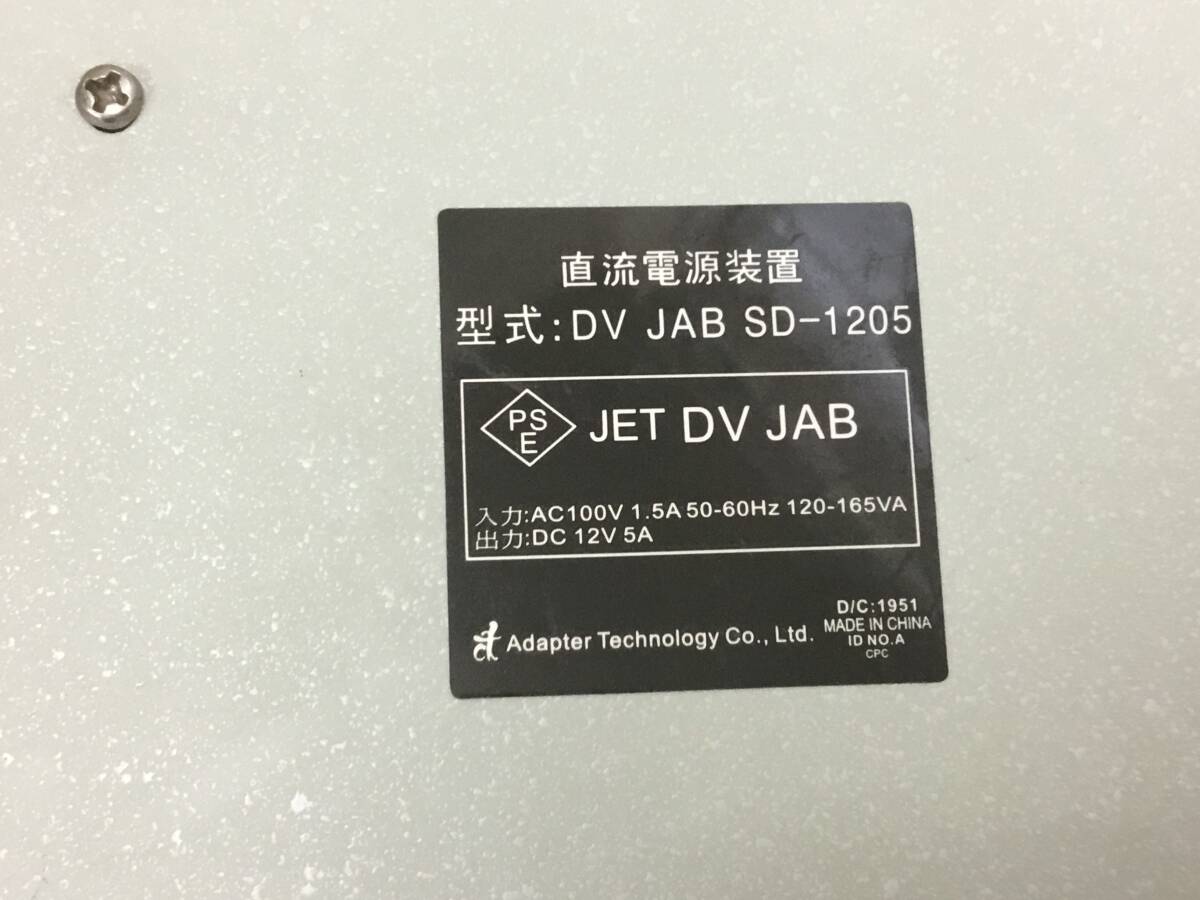 直流電源装置
型式:DV JAB SD-1205
PS
E
JET DV JAB
入力:AC100V 1.5A 50-60Hz 120-165VA
出力:DC 12V 5A
Adapter Technology Co., Ltd.
D/C:1951
MADE IN CHINA
ID NO.A
CPC